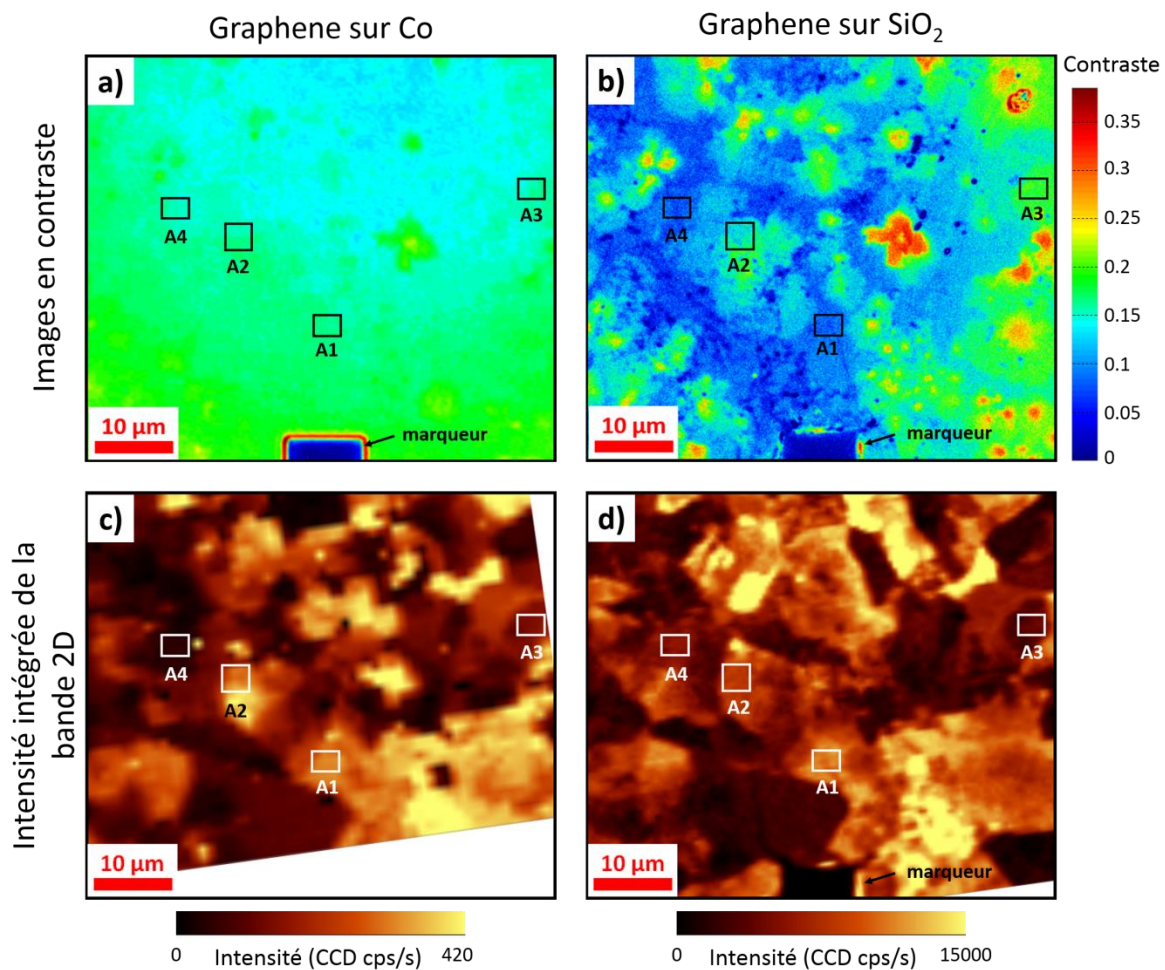 Graphene sur Co
Graphene sur SiO₂
Images en contraste
a)
A4
A2
A3
A1
10 µm
marqueur
b)
A4
A2
A3
A1
10 µm
marqueur
Contraste
0.35
0.3
0.25
0.2
0.15
0.1
0.05
0
Intensité intégrée de la
bande 2D
c)
A4
A2
A3
A1
10 µm
d)
A4
A2
A3
A1
10 µm
marqueur
0 Intensité (CCD cps/s) 420
0 Intensité (CCD cps/s) 15000